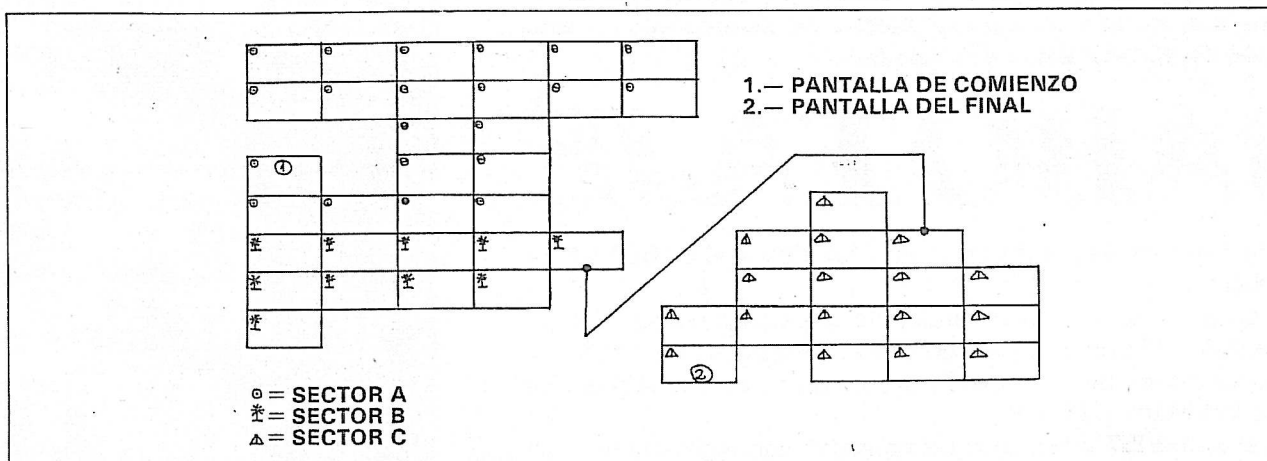 1.— PANTALLA DE COMIENZO
2.— PANTALLA DEL FINAL
1
2
= SECTOR A
= SECTOR B
= SECTOR C